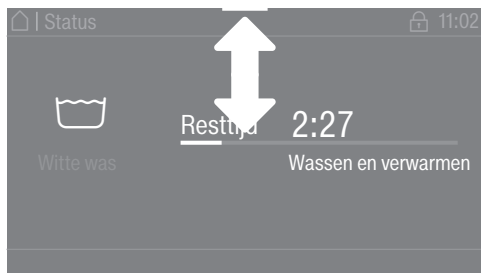 | Status 11:02
Resttijd 2:27
Witte was
Wassen en verwarmen